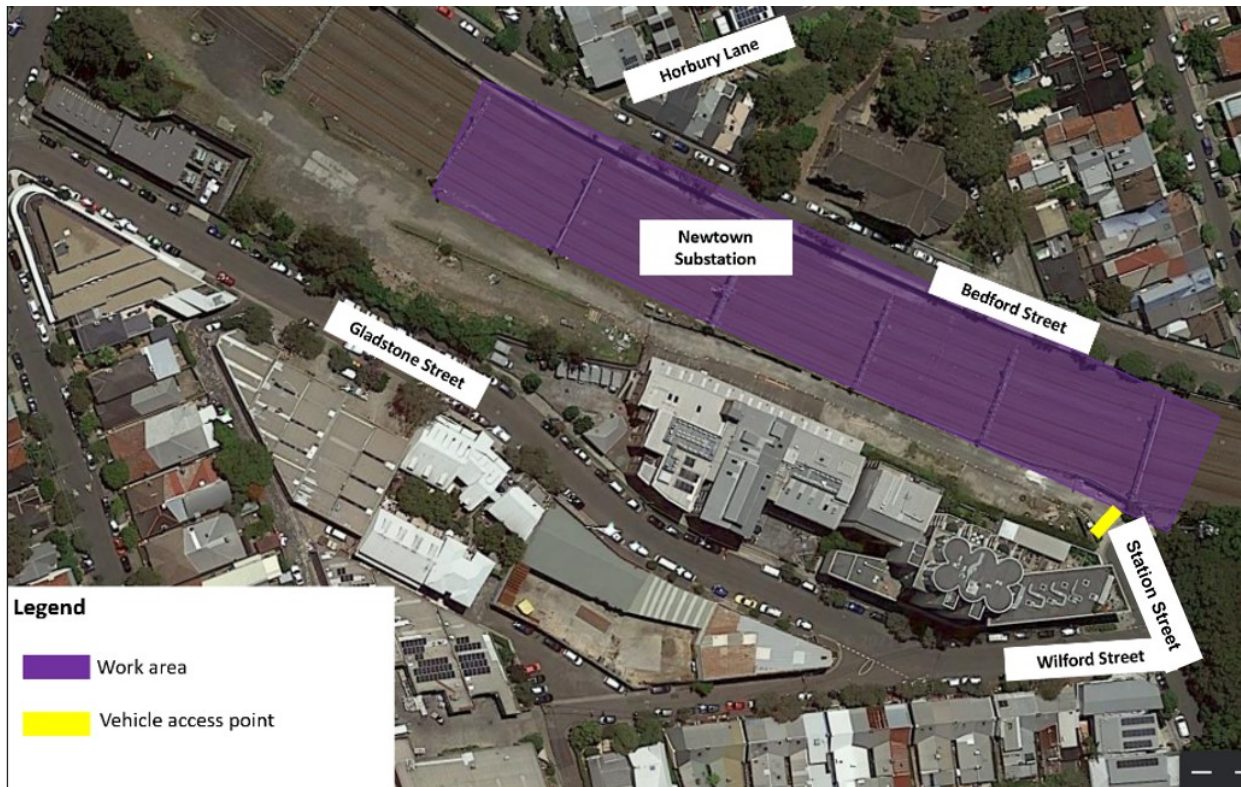 Horbury Lane
Newtown
Substation
Bedford Street
Gladstone Street
Station Street
Wilford Street
Legend
Work area
Vehicle access point